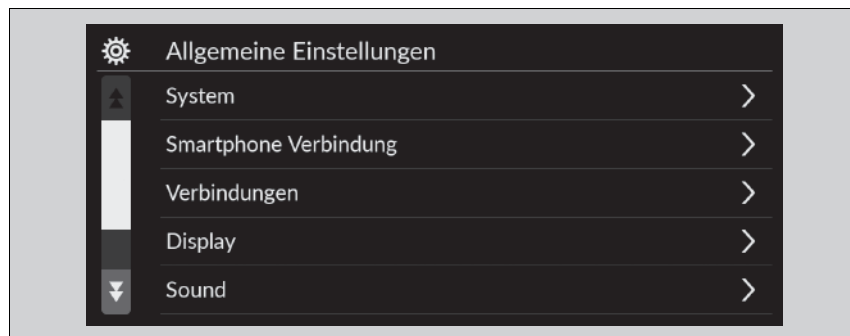 Allgemeine Einstellungen
System
Smartphone Verbindung
Verbindungen
Display
Sound